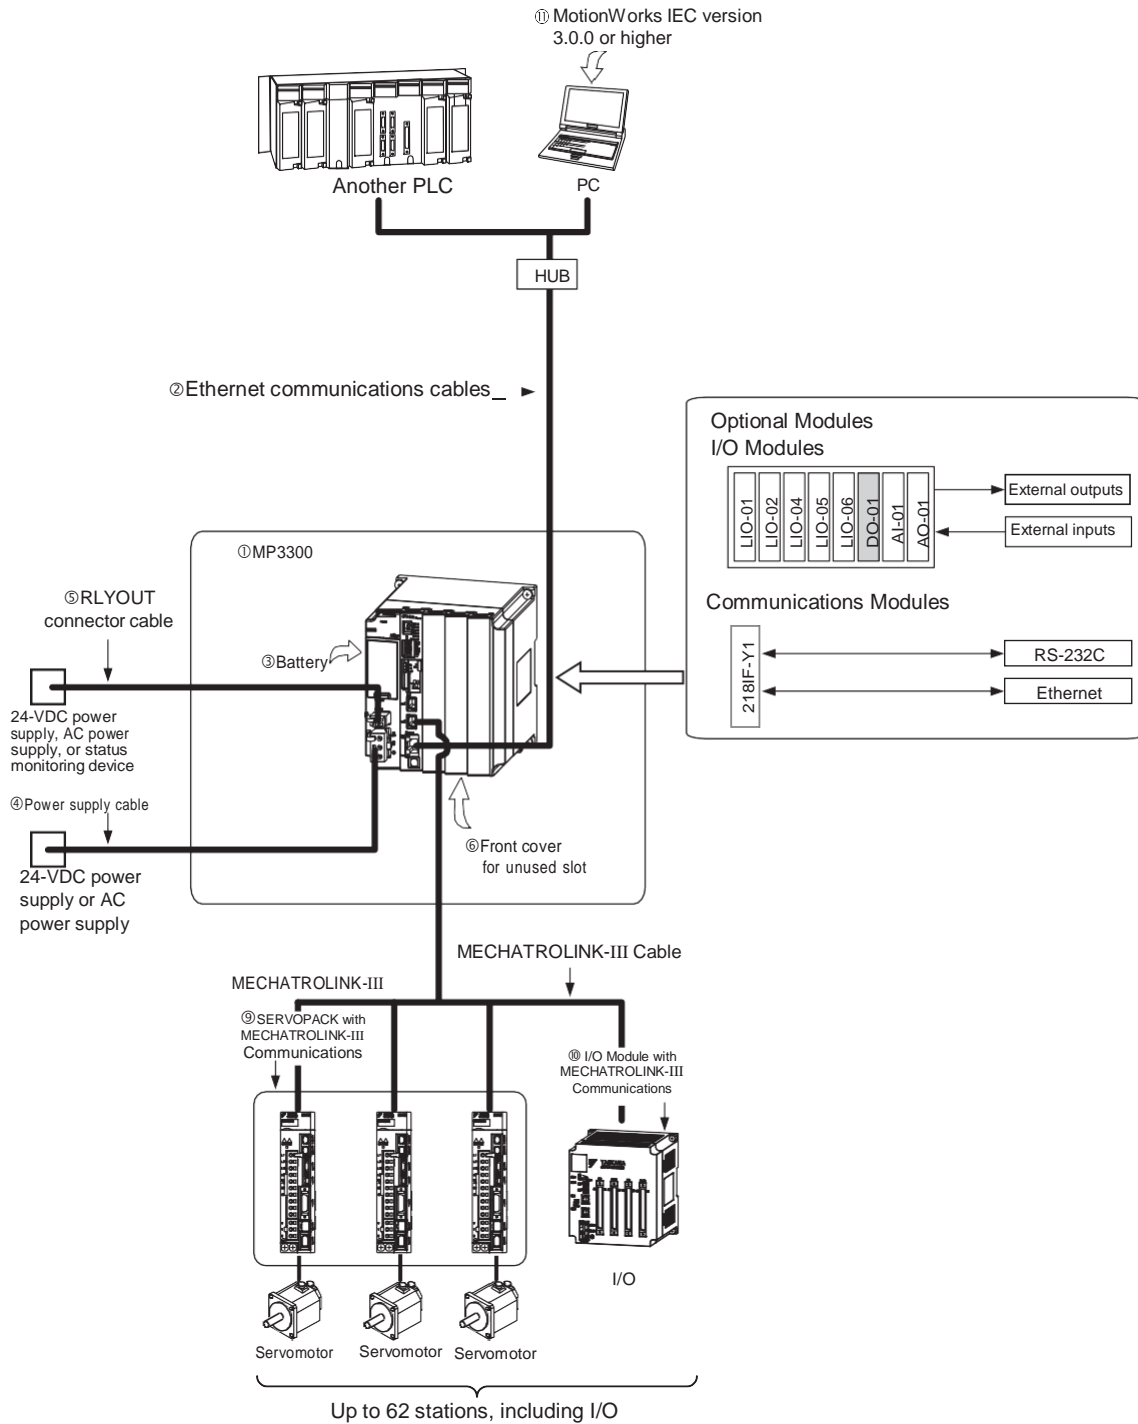 ⑪ MotionWorks IEC version
3.0.0 or higher
Another PLC
PC
HUB
②Ethernet communications cables_
Optional Modules
I/O Modules
LIO-01
LIO-02
LIO-04
LIO-05
LIO-06
DO-01
AI-01
AO-01
External outputs
External inputs
Communications Modules
218IF-Y1
RS-232C
Ethernet
①MP3300
⑤RLYOUT
connector cable
③Battery
24-VDC power
supply, AC power
supply, or status
monitoring device
④Power supply cable
⑥Front cover
for unused slot
24-VDC power
supply or AC
power supply
MECHATROLINK-III Cable
MECHATROLINK-III
⑨SERVOPACK with
MECHATROLINK-III
Communications
⑩ I/O Module with
MECHATROLINK-III
Communications
I/O
Servomotor
Servomotor
Servomotor
Up to 62 stations, including I/O